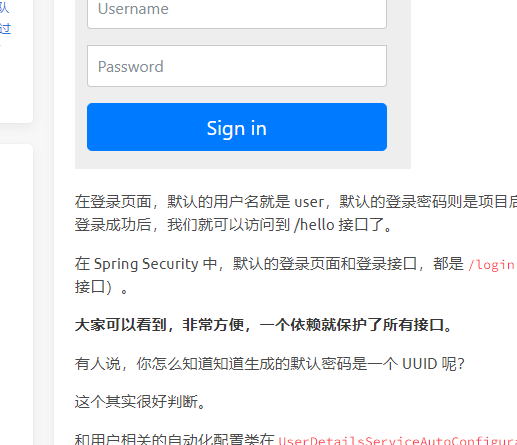 队
过
Username
Password
Sign in
在登录页面，默认的用户名就是 user，默认的登录密码则是项目启
登录成功后，我们就可以访问到 /hello 接口了。
在 Spring Security 中，默认的登录页面和登录接口，都是 /login
接口）。
大家可以看到，非常方便，一个依赖就保护了所有接口。
有人说，你怎么知道知道生成的默认密码是一个 UUID 呢？
这个其实很好判断。
和用户相关的自动化配置类在 UserDetailsServiceAutoConfigura